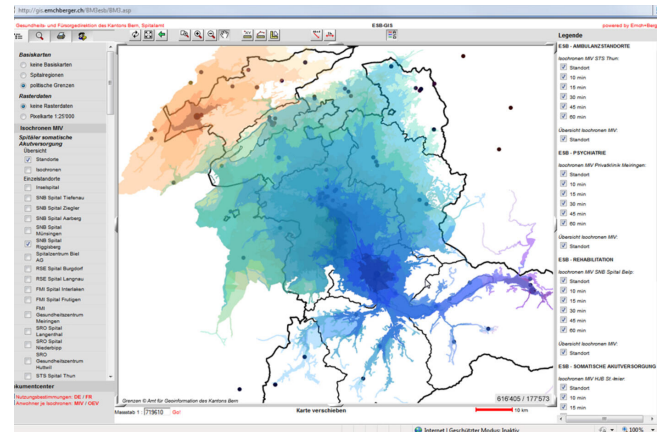 http://gis.emchberger.ch/BM3esb/BM3.asp
Gesundheits- und Fürsorgedirektion des Kantons Bern, Spitalamt
ESB-GIS
powered by Ernch+Berg
Legende
Basiskarten
keine Basiskarten
Spitalregionen
politische Grenzen
Rasterdaten
keine Rasterdaten
Pixelkarte 1:25'000
Isochronen MIV
Spitäler somatische
Akutversorgung
Übersicht
Standorte
Isochronen
Einzelstandorte
Inselspital
SNB Spital Tiefenau
SNB Spital Ziegler
SNB Spital Aarberg
SNB Spital
Münsingen
SNB Spital
Riggisberg
Spitalzentrum Biel
AG
RSE Spital Burgdorf
RSE Spital Langnau
FMI Spital Interlaken
FMI Spital Frutigen
FMI
Gesundheitszentrum
Meiringen
SRO Spital
Langenthal
SRO Spital
Niederbipp
SRO
Gesundheitszentrum
Huttwil
STS Spital Thun
kumentcenter
Nutzungsbestimmungen: DE / FR
Anwohner je Isochronen: MIV / OEV
Grenzen © Amt für Geoinformation des Kantons Bern
616'405 / 177'573
Massstab 1 : 719610 Go!
Karte verschieben
10 km
ESB - AMBULANZSTANDORTE
Isochronen MIV STS Thun:
Standort
10 min
15 min
30 min
45 min
60 min
Übersicht Isochronen MIV:
Standort
ESB - PSYCHIATRIE
Isochronen MIV Privatklinik Meiringen:
Standort
10 min
15 min
30 min
45 min
60 min
Übersicht Isochronen MIV:
Standort
ESB - REHABILITATION
Isochronen MIV SNB Spital Belp:
Standort
10 min
15 min
30 min
45 min
60 min
Übersicht Isochronen MIV:
Standort
ESB - SOMATISCHE AKUTVERSORGUNG
Isochronen MIV HJB St.-Imier:
Standort
10 min
15 min
Internet | Geschützter Modus: Inaktiv
100%